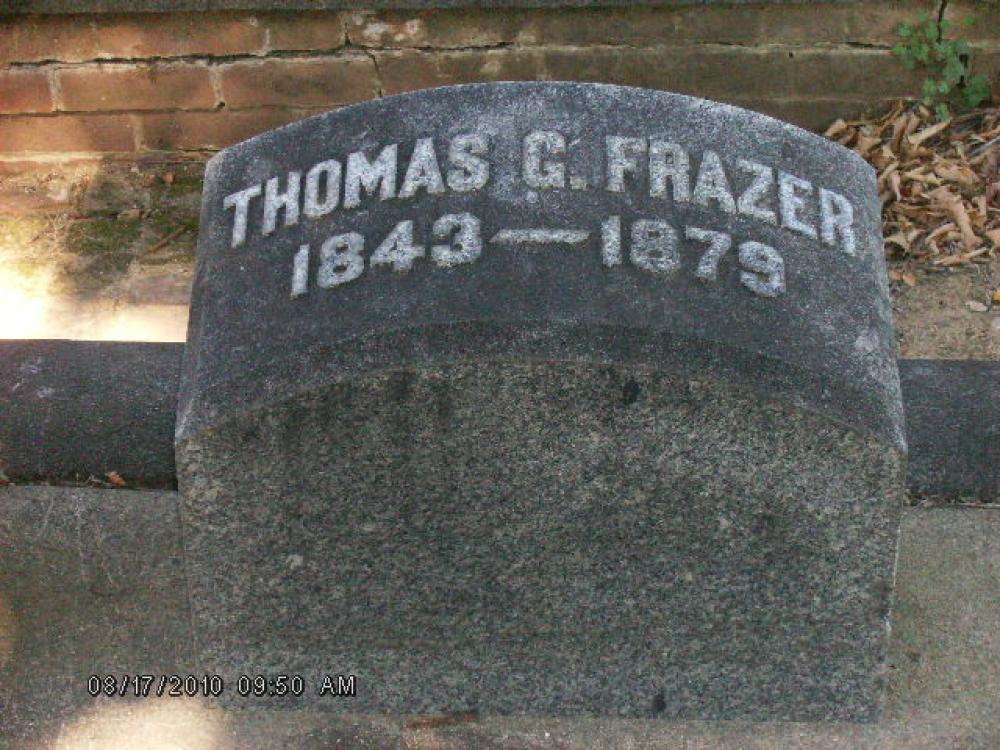 THOMAS G. FRAZER
1843—1879
08/17/2010 09:50 AM